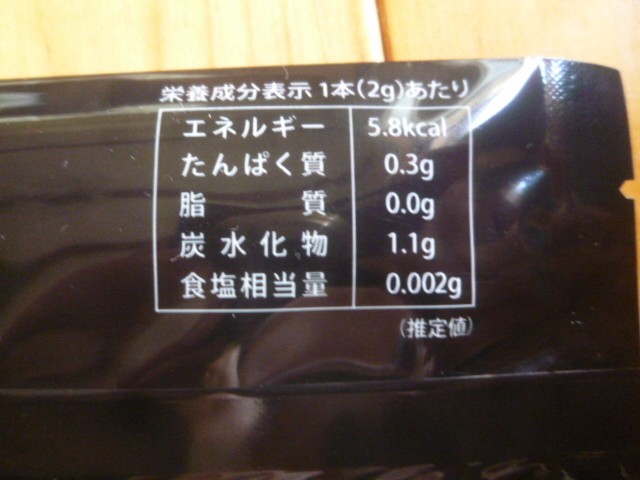 栄養成分表示 1本(2g)あたり
エネルギー 5.8kcal
たんぱく質 0.3g
脂質 0.0g
炭水化物 1.1g
食塩相当量 0.002g
(推定値)